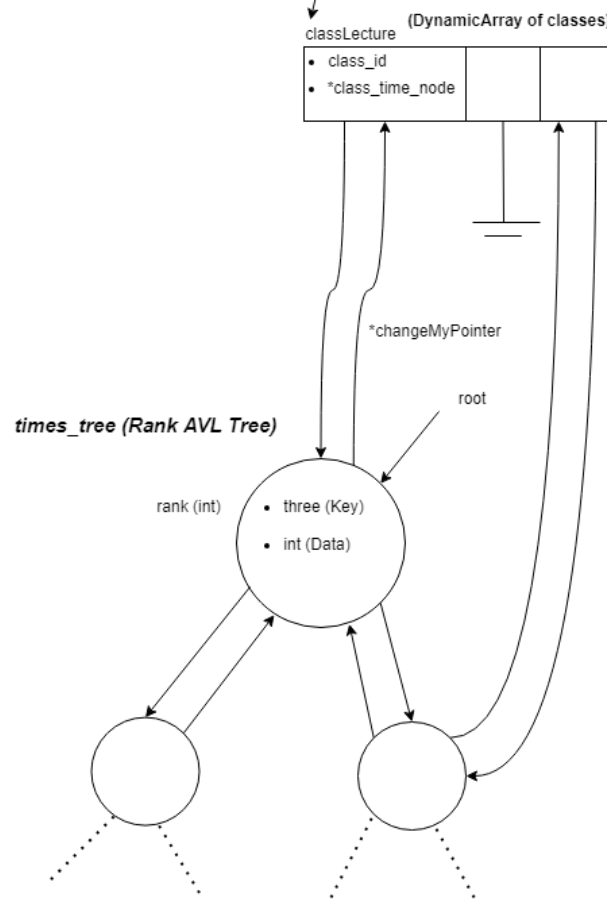 (DynamicArray of classes)
classLecture
• class_id
• *class_time_node
*changeMyPointer
root
times_tree (Rank AVL Tree)
rank (int)
• three (Key)
• int (Data)